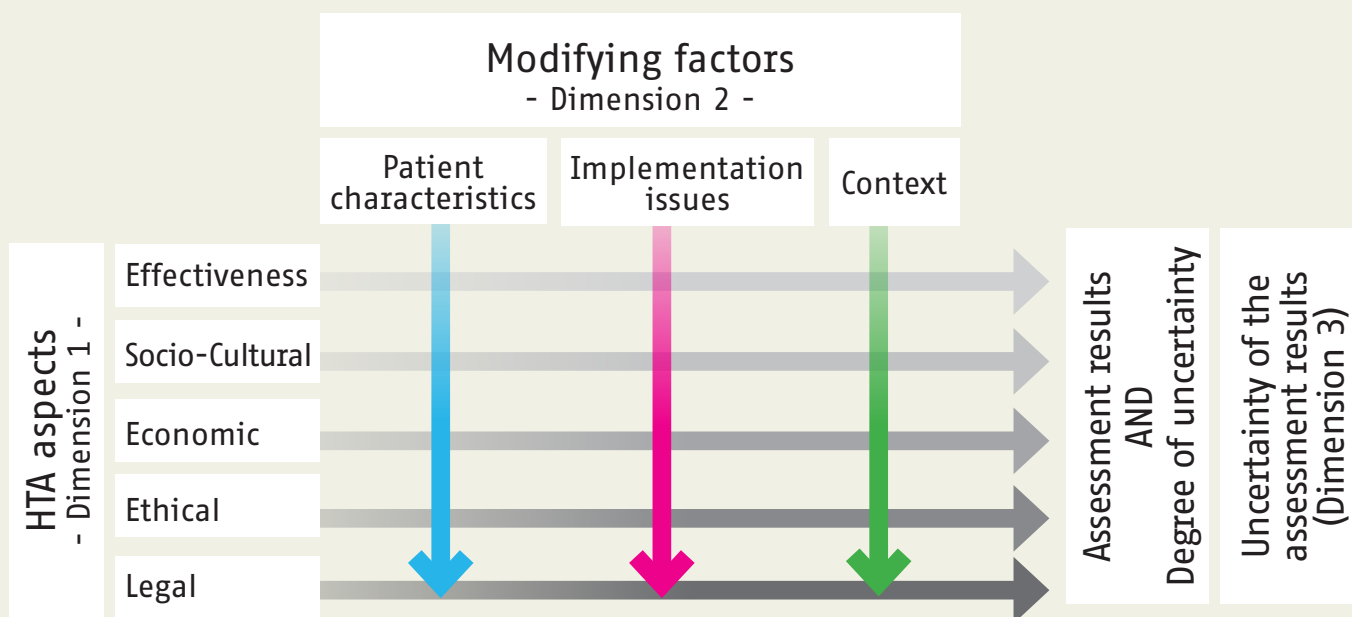 Modifying factors
- Dimension 2 -
Patient
characteristics
Implementation
issues
Context
HTA aspects
- Dimension 1 -
Effectiveness
Socio-Cultural
Economic
Ethical
Legal
Assessment results
AND
Degree of uncertainty
Uncertainty of the
assessment results
(Dimension 3)